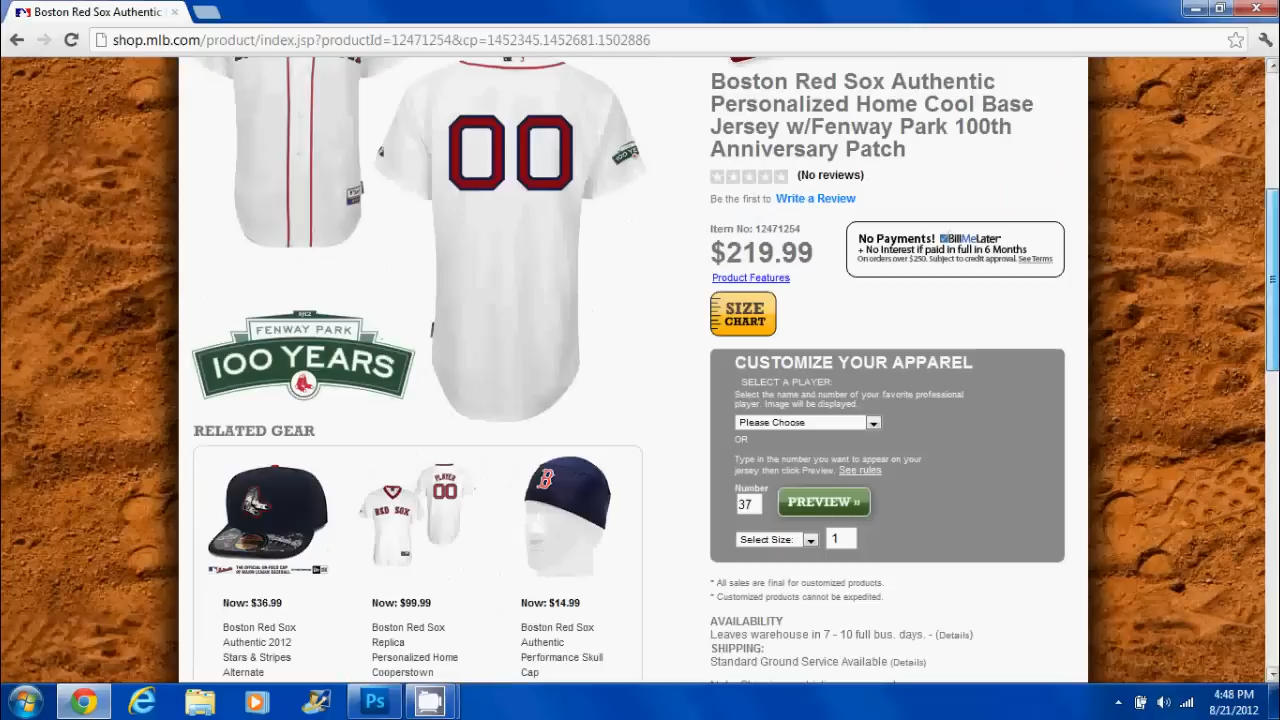 Boston Red Sox Authentic
shop.mlb.com/product/index.jsp?productId=12471254&cp=1452345.1452681.1502886
00
Boston Red Sox Authentic
Personalized Home Cool Base
Jersey w/Fenway Park 100th
Anniversary Patch
(No reviews)
Be the first to Write a Review
Item No: 12471254
$219.99
Product Features
No Payments! BillMeLater
+ No Interest if paid in full in 6 Months
On orders over $250. Subject to credit approval. See Terms
SIZE
CHART
FENWAY PARK
100 YEARS
CUSTOMIZE YOUR APPAREL
SELECT A PLAYER:
Select the name and number of your favorite professional
player. Image will be displayed.
Please Choose
OR
Type in the number you want to appear on your
jersey then click Preview. See rules
Number
37
PREVIEW »
Select Size:
1
* All sales are final for customized products.
* Customized products cannot be expedited.
AVAILABILITY
Leaves warehouse in 7 - 10 full bus. days. - (Details)
SHIPPING:
Standard Ground Service Available (Details)
RELATED GEAR
PLAYER
00
RED SOX
B
Now: $36.99
Boston Red Sox
Authentic 2012
Stars & Stripes
Alternate
Now: $99.99
Boston Red Sox
Replica
Personalized Home
Cooperstown
Now: $14.99
Boston Red Sox
Authentic
Performance Skull
Cap
Ps
4:48 PM
8/21/2012